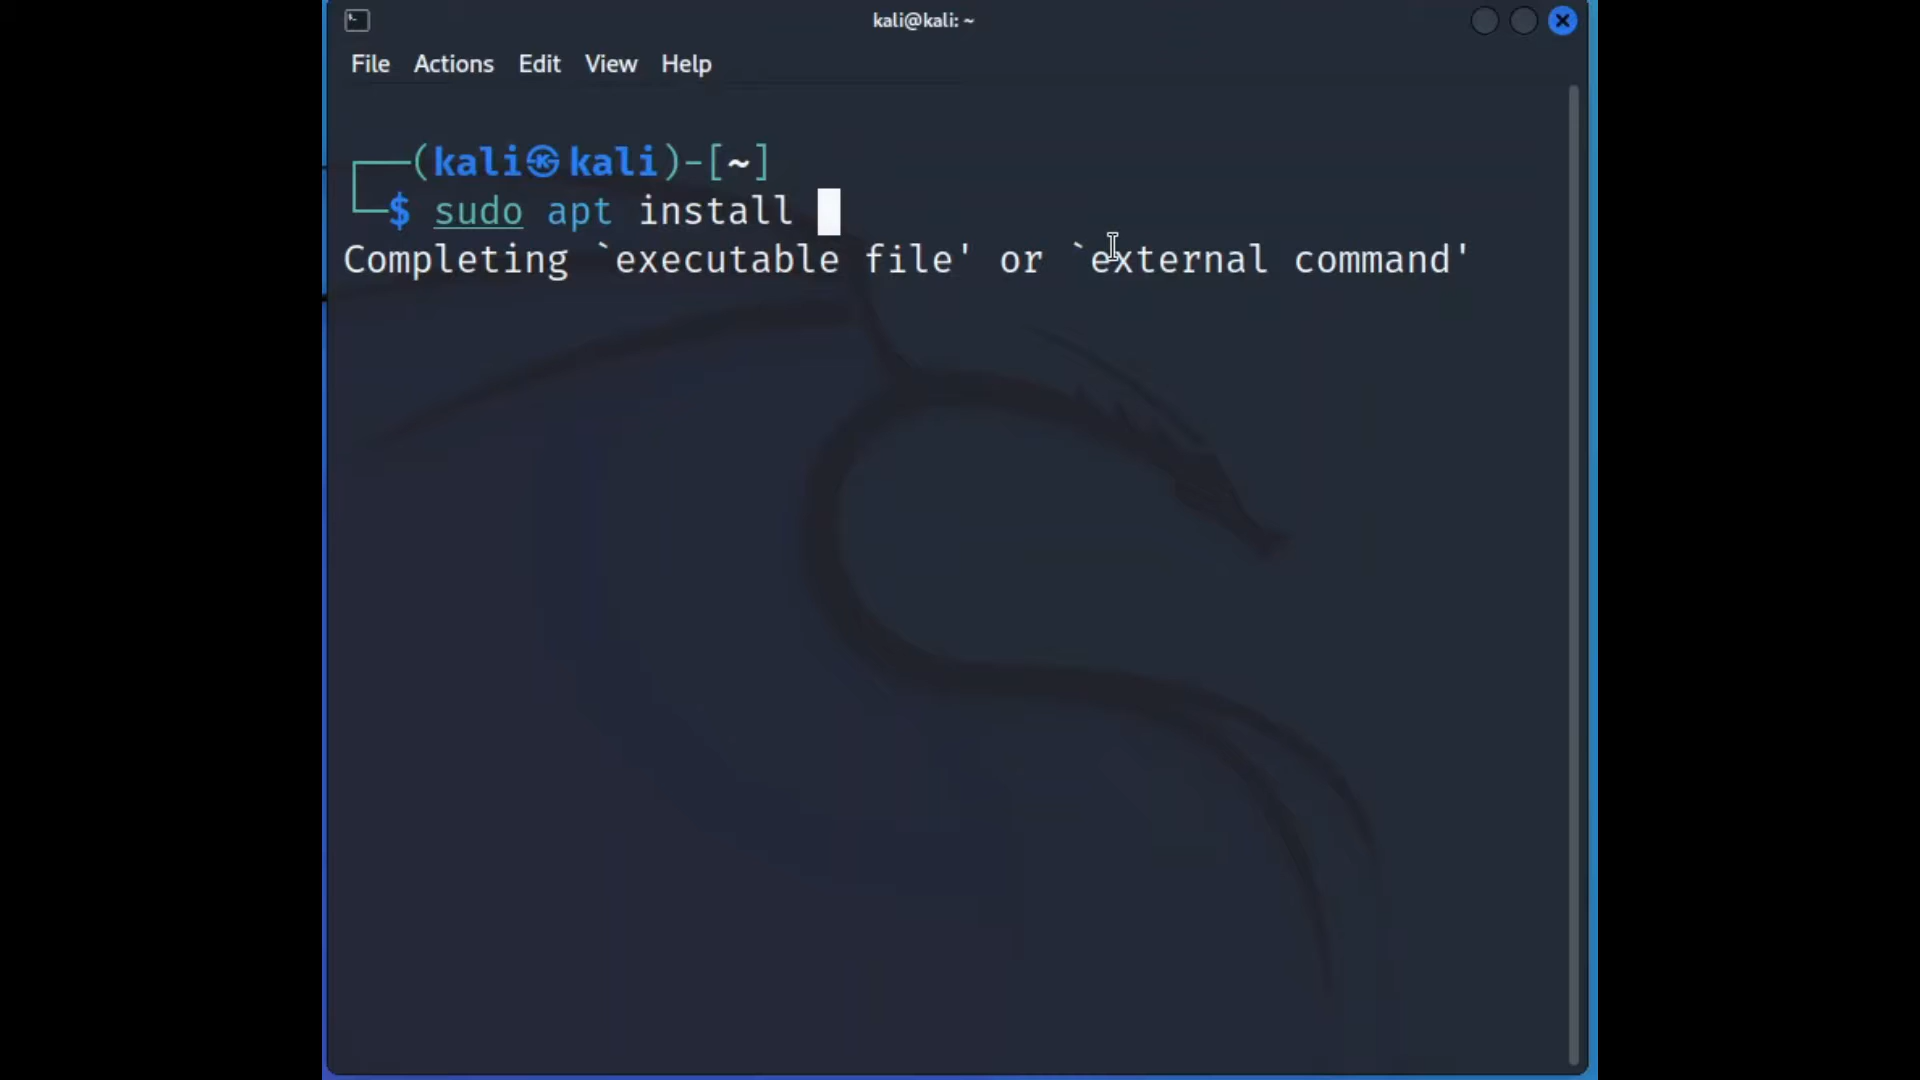 kali@kali: ~
File Actions Edit View Help
┌──(kali㉿kali)-[~]
└─$ sudo apt install
Completing `executable file' or `external command'